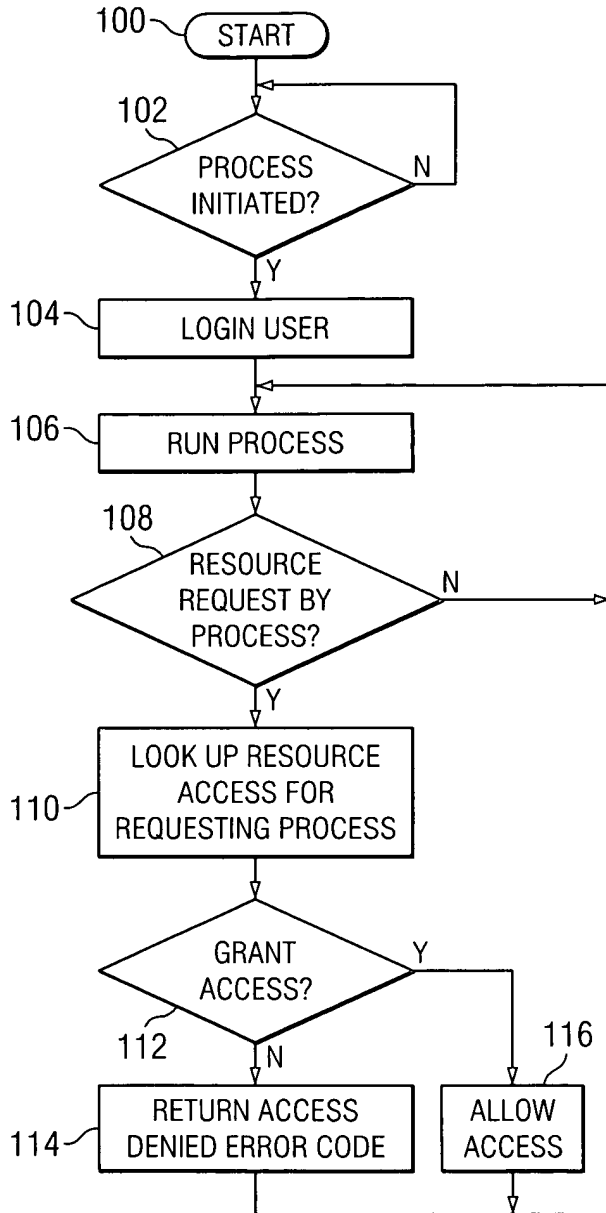 100
START
102
PROCESS
INITIATED?
N
Y
104
LOGIN USER
106
RUN PROCESS
108
RESOURCE
REQUEST BY
PROCESS?
N
Y
110
LOOK UP RESOURCE
ACCESS FOR
REQUESTING PROCESS
GRANT
ACCESS?
Y
112
N
116
114
RETURN ACCESS
DENIED ERROR CODE
ALLOW
ACCESS